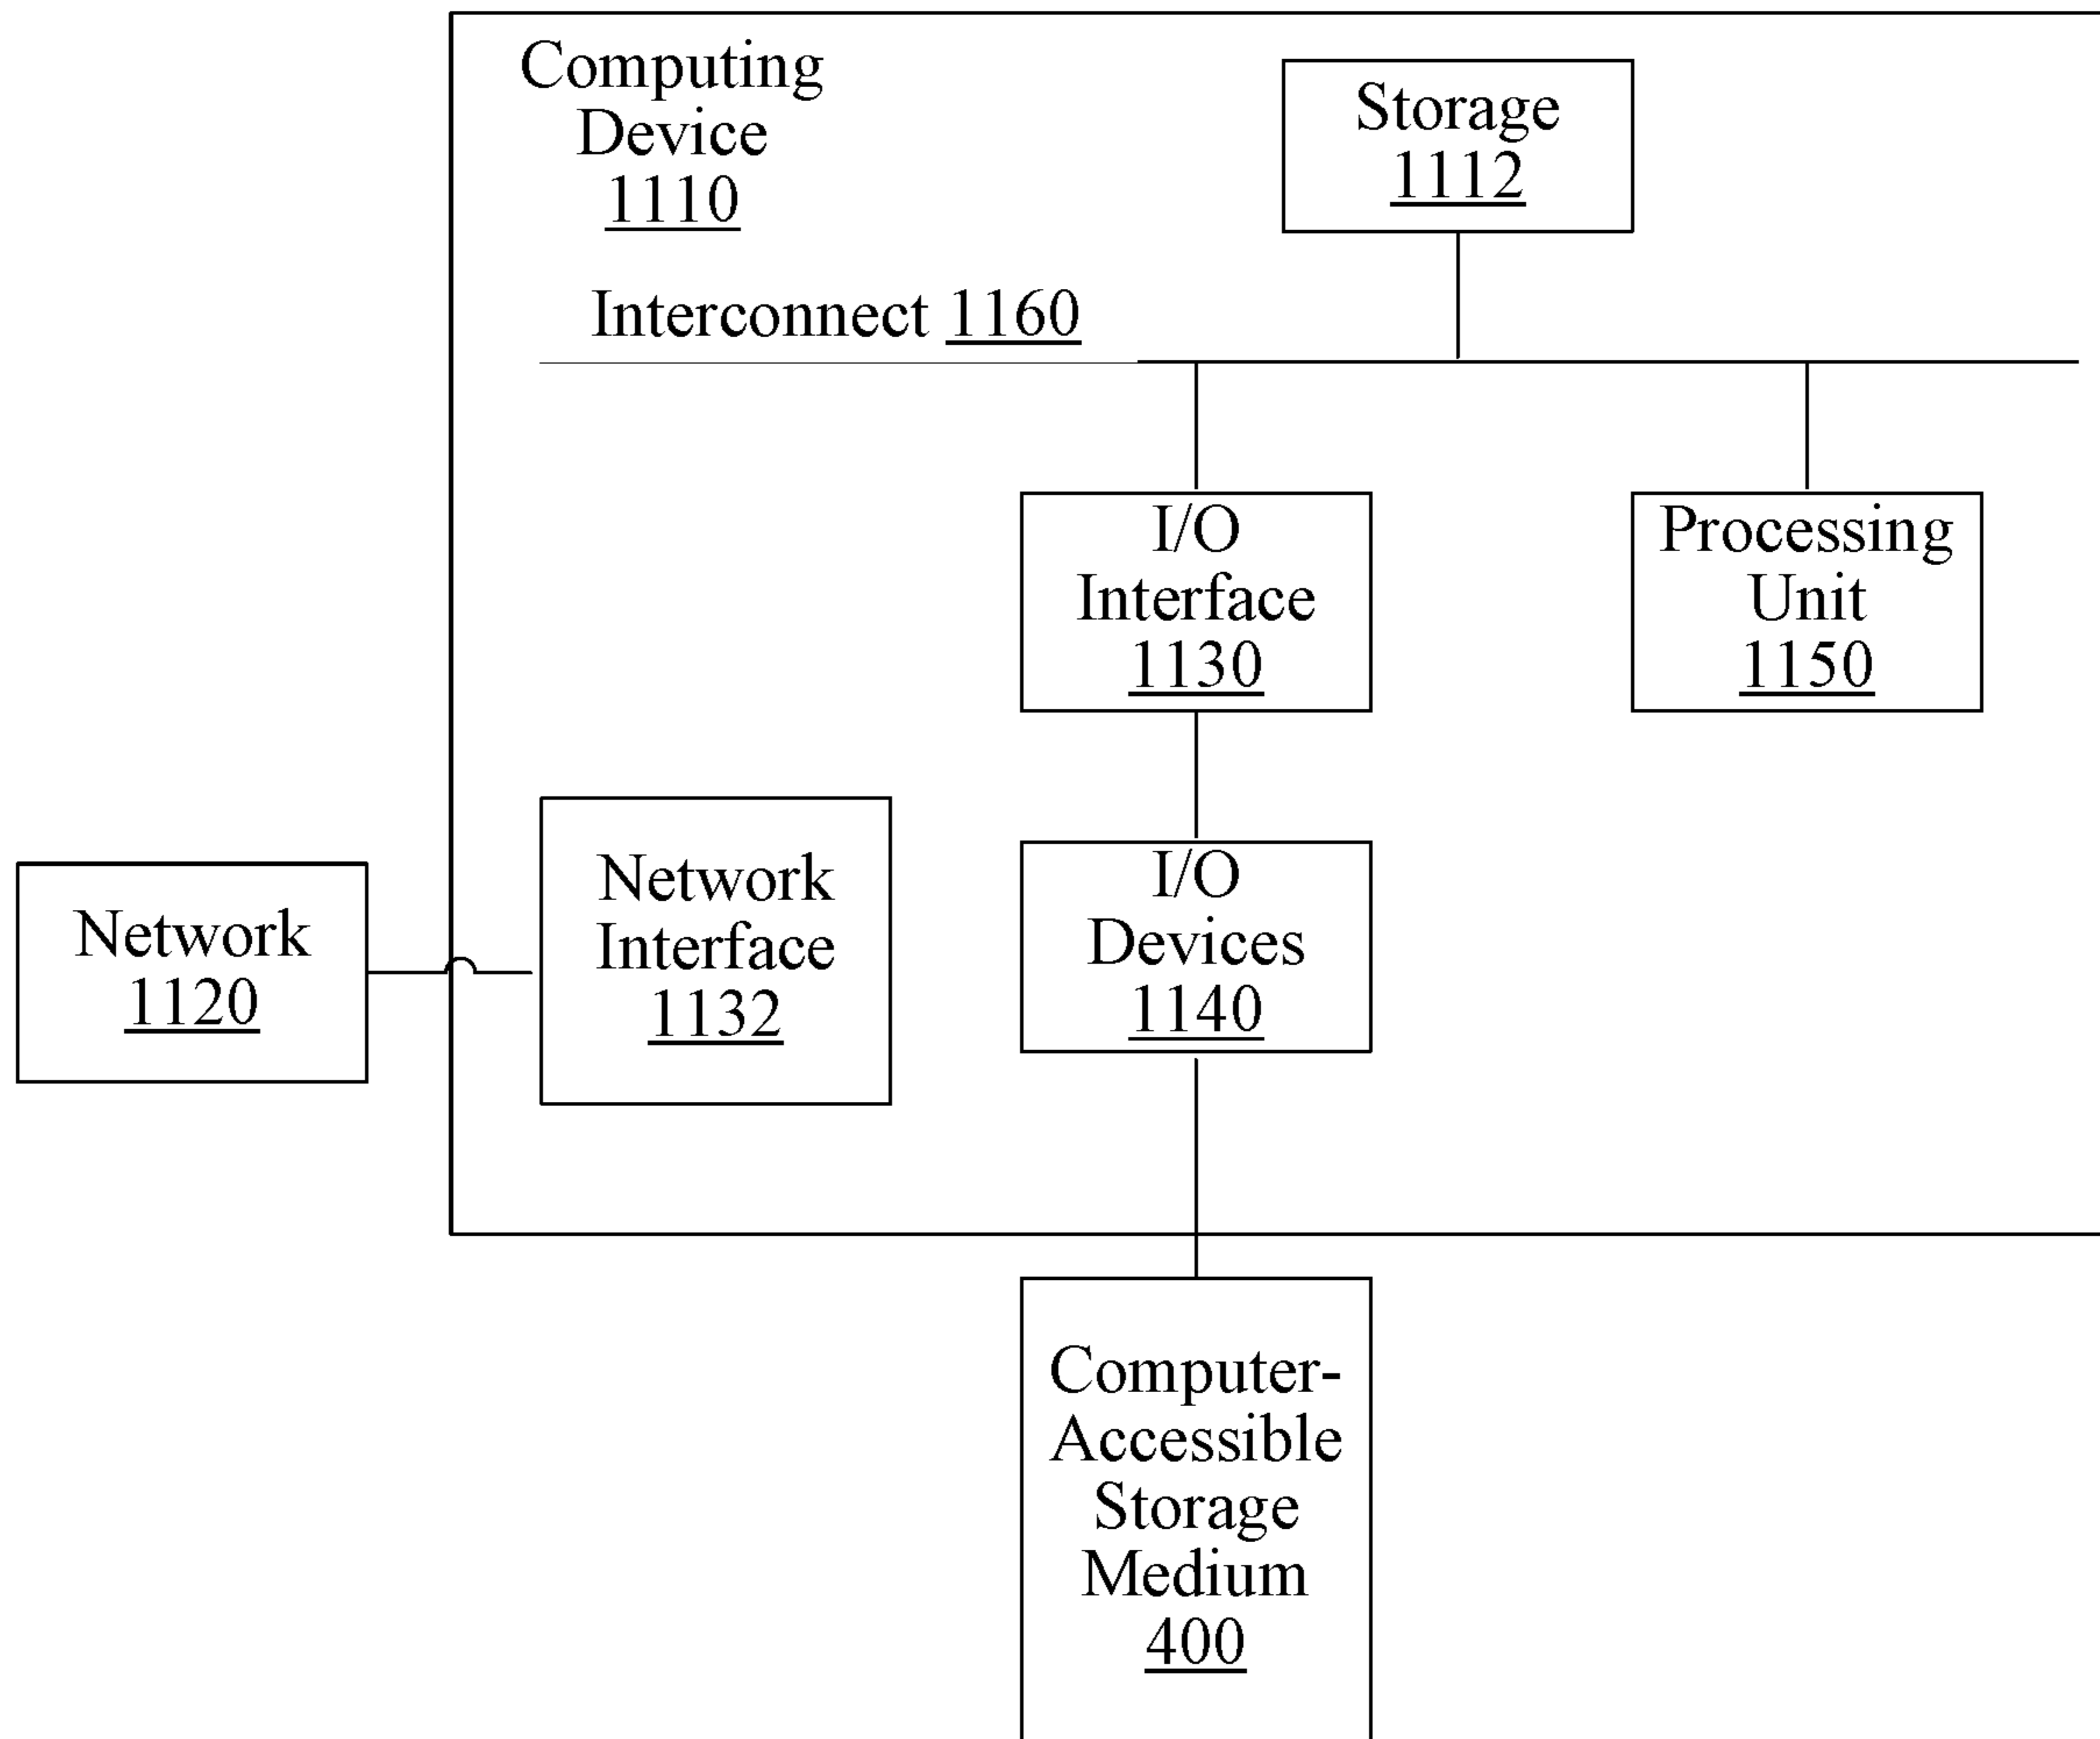 Computing
Device
1110
Storage
1112
Interconnect 1160
I/O
Interface
1130
Processing
Unit
1150
Network
1120
Network
Interface
1132
I/O
Devices
1140
Computer-
Accessible
Storage
Medium
400